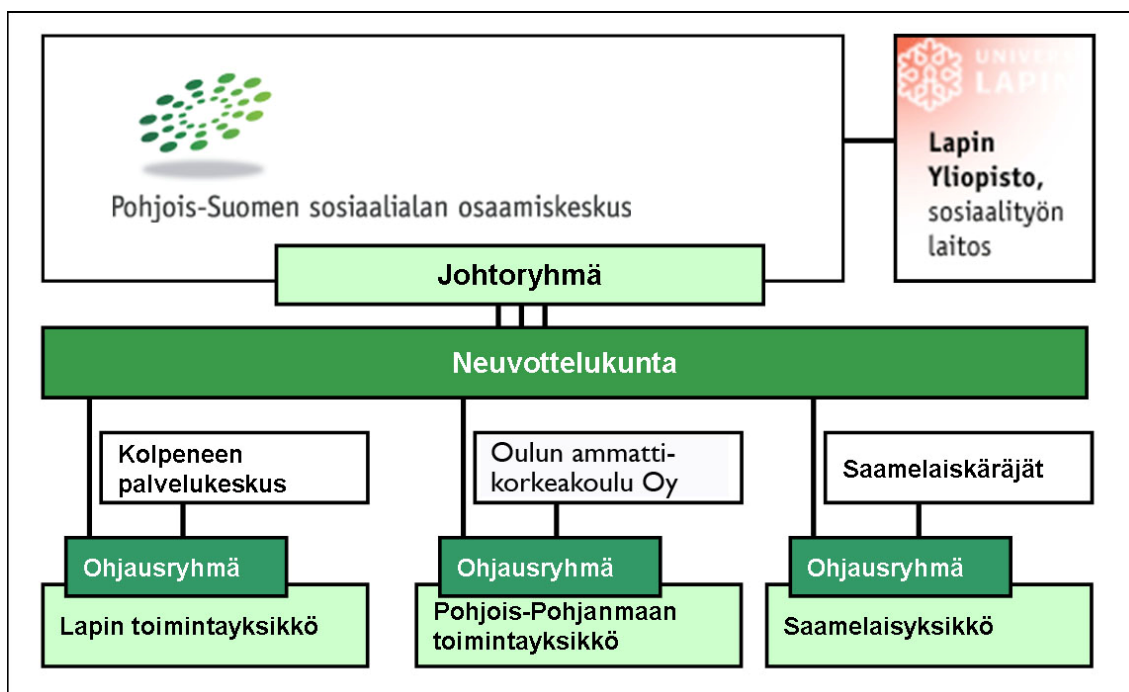 Pohjois-Suomen sosiaalialan osaamiskeskus
Lapin
Yliopisto,
sosiaalityön
laitos
Johtoryhmä
Neuvottelukunta
Kolpeneen
palvelukeskus
Oulun ammatti-
korkeakoulu Oy
Saamelaiskäräjät
Ohjausryhmä
Ohjausryhmä
Ohjausryhmä
Lapin toimintayksikkö
Pohjois-Pohjanmaan
toimintayksikkö
Saamelaisyksikkö